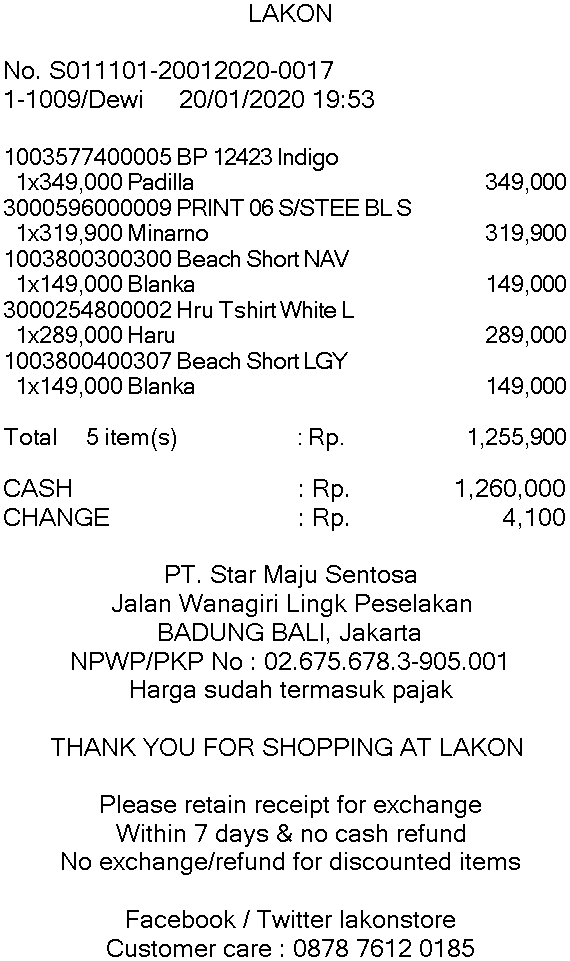 LAKON
No. S011101-20012020-0017
1-1009/Dewi 20/01/2020 19:53
1003577400005 BP 12423 Indigo
1x349,000 Padilla 349,000
3000596000009 PRINT 06 S/STEE BL S
1x319,900 Minarno 319,900
1003800300300 Beach Short NAV
1x149,000 Blanka 149,000
3000254800002 Hru Tshirt White L
1x289,000 Haru 289,000
1003800400307 Beach Short LGY
1x149,000 Blanka 149,000
Total 5 item(s) : Rp. 1,255,900
CASH : Rp. 1,260,000
CHANGE : Rp. 4,100
PT. Star Maju Sentosa
Jalan Wanagiri Lingk Peselakan
BADUNG BALI, Jakarta
NPWP/PKP No : 02.675.678.3-905.001
Harga sudah termasuk pajak
THANK YOU FOR SHOPPING AT LAKON
Please retain receipt for exchange
Within 7 days & no cash refund
No exchange/refund for discounted items
Facebook / Twitter lakonstore
Customer care : 0878 7612 0185